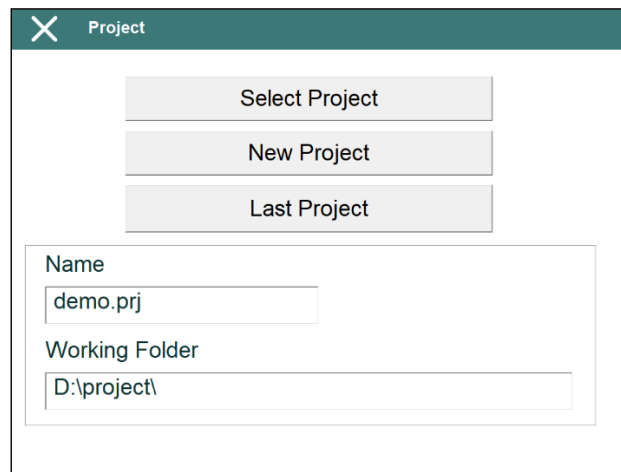 Project
Select Project
New Project
Last Project
Name
demo.prj
Working Folder
D:\project\